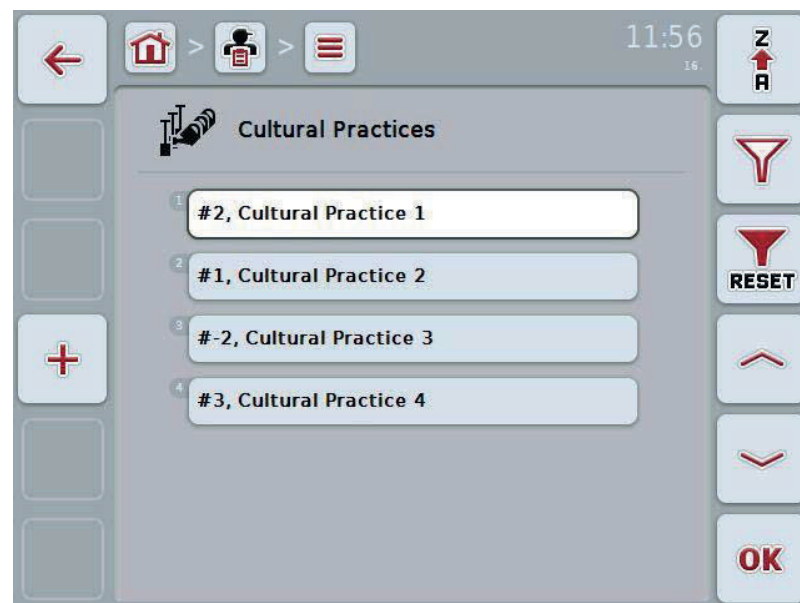 > >
11:56
16.
Z
A
Cultural Practices
1
#2, Cultural Practice 1
2
#1, Cultural Practice 2
RESET
3
#-2, Cultural Practice 3
4
#3, Cultural Practice 4
OK